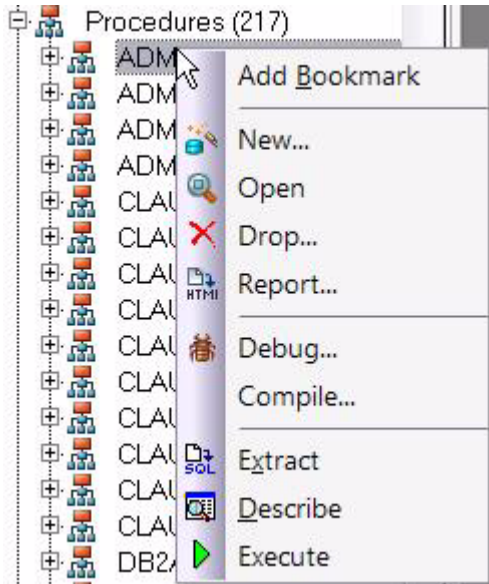 Procedures (217)
ADM
Add Bookmark
ADM
ADM
New...
ADM
Open
CLAU
Drop...
CLAU
CLAU
Report...
HTML
CLAU
CLAU
Debug...
CLAU
Compile...
CLAU
CLAU
SQL
Extract
CLAU
Describe
CLAU
DB2
Execute